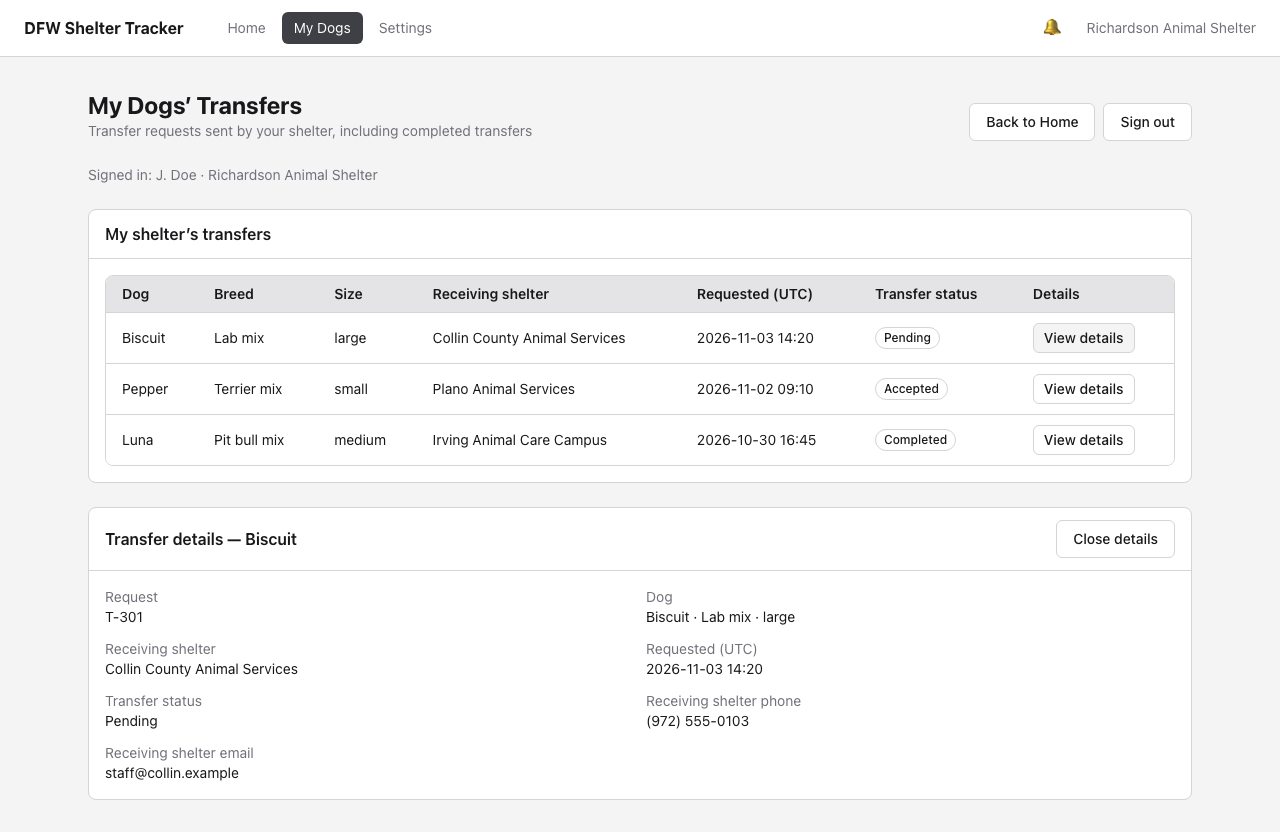 DFW Shelter Tracker Home My Dogs Settings Richardson Animal Shelter
My Dogs’ Transfers
Transfer requests sent by your shelter, including completed transfers
Back to Home Sign out
Signed in: J. Doe · Richardson Animal Shelter
My shelter’s transfers
Dog Breed Size Receiving shelter Requested (UTC) Transfer status Details
Biscuit Lab mix large Collin County Animal Services 2026-11-03 14:20 Pending View details
Pepper Terrier mix small Plano Animal Services 2026-11-02 09:10 Accepted View details
Luna Pit bull mix medium Irving Animal Care Campus 2026-10-30 16:45 Completed View details
Transfer details — Biscuit Close details
Request Dog
T-301 Biscuit · Lab mix · large
Receiving shelter Requested (UTC)
Collin County Animal Services 2026-11-03 14:20
Transfer status Receiving shelter phone
Pending (972) 555-0103
Receiving shelter email
staff@collin.example